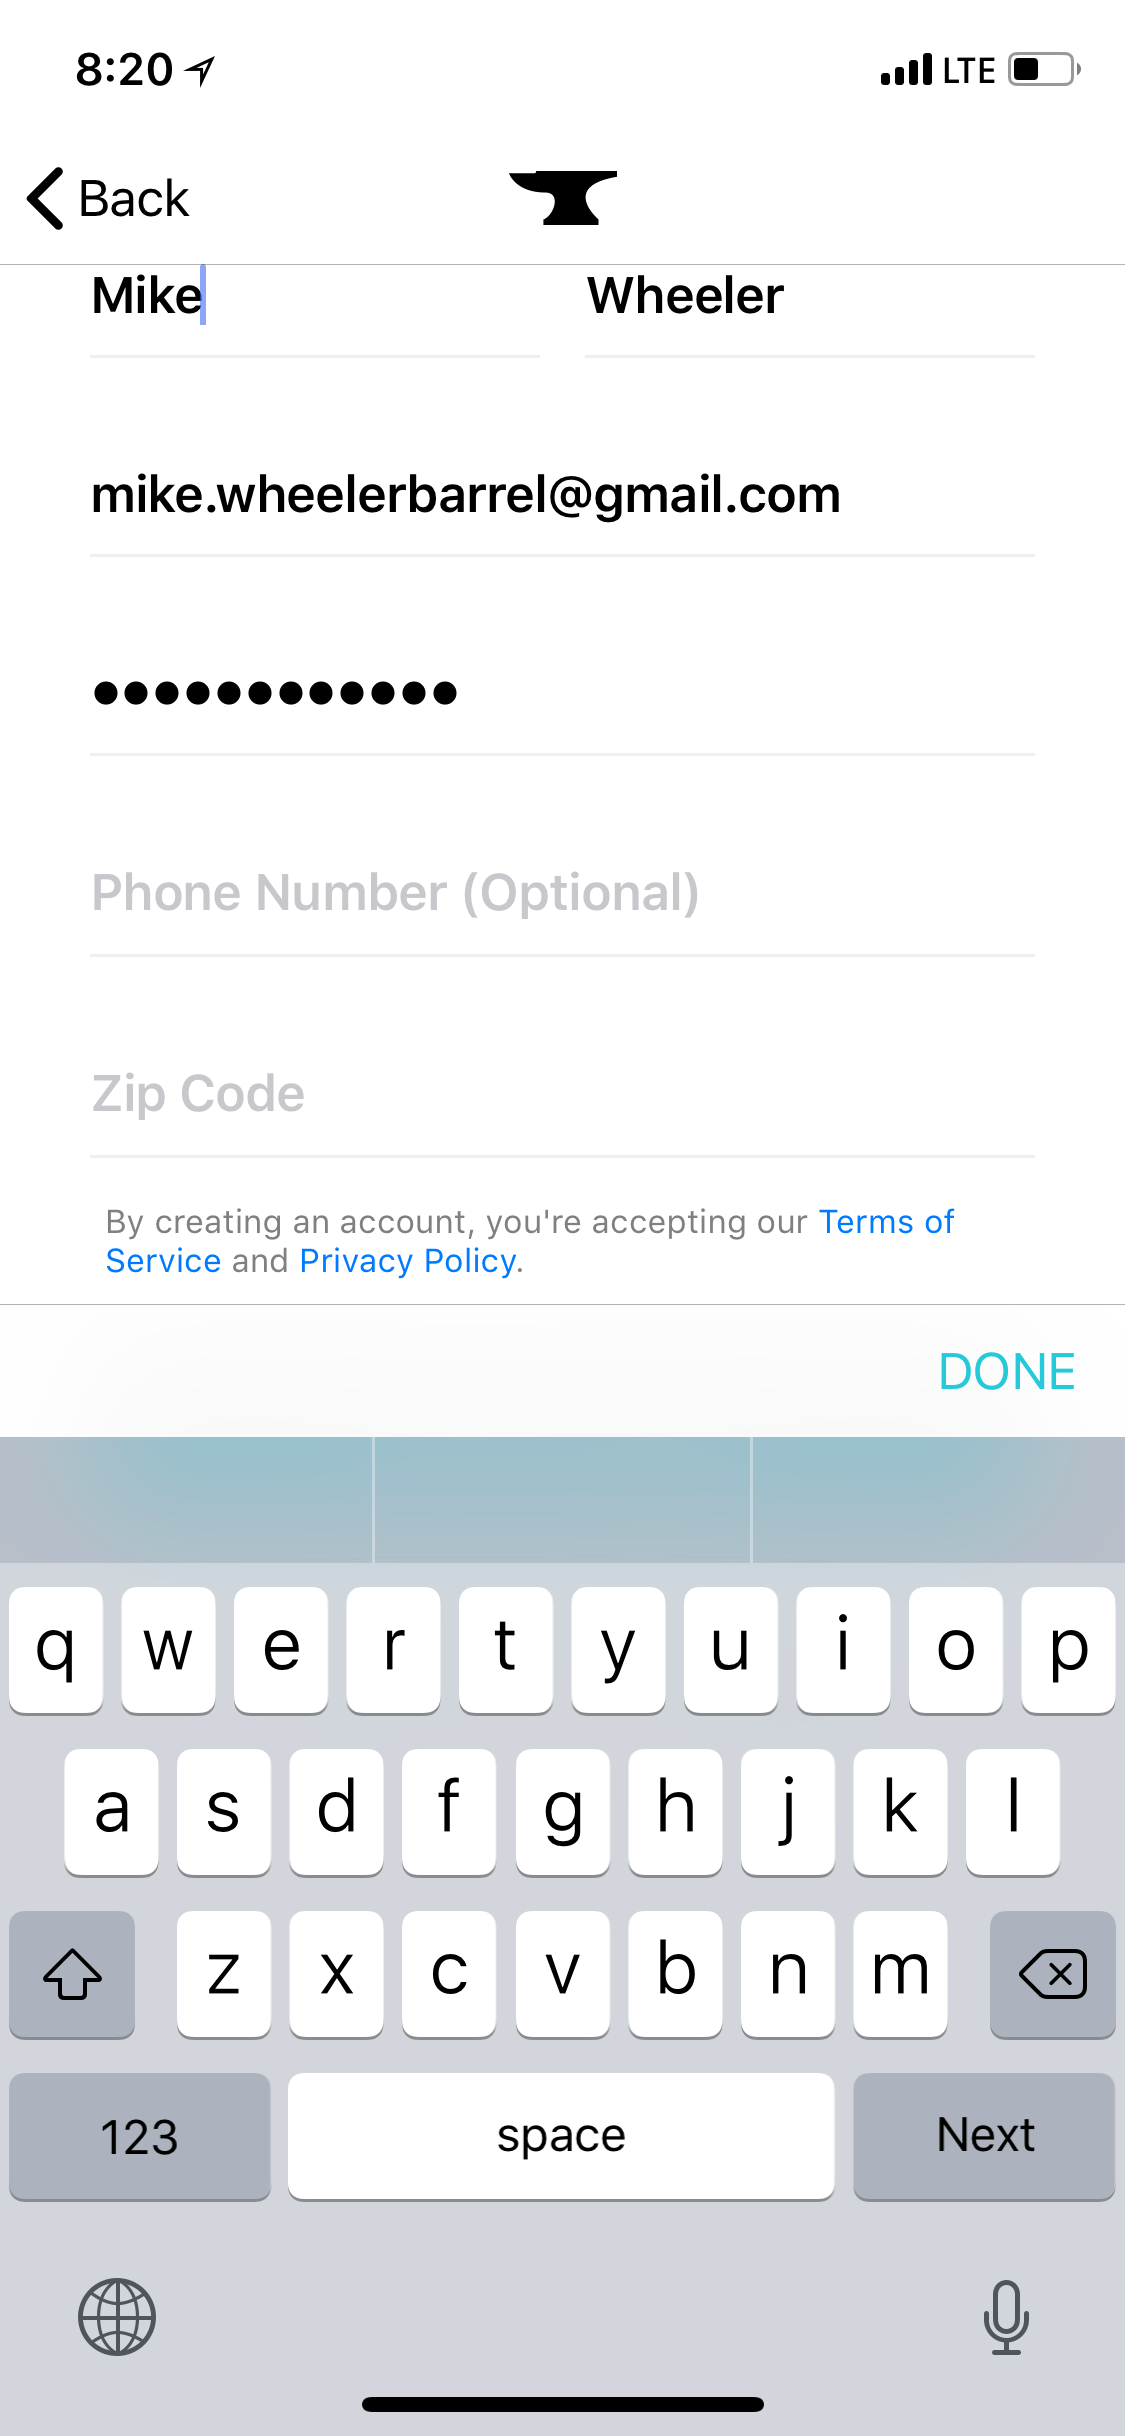 8:20 LTE
Back
Mike Wheeler
mike.wheelerbarrel@gmail.com
●●●●●●●●●●●●
Phone Number (Optional)
Zip Code
By creating an account, you're accepting our Terms of
Service and Privacy Policy.
DONE
q w e r t y u i o p
a s d f g h j k l
z x c v b n m
123 space Next